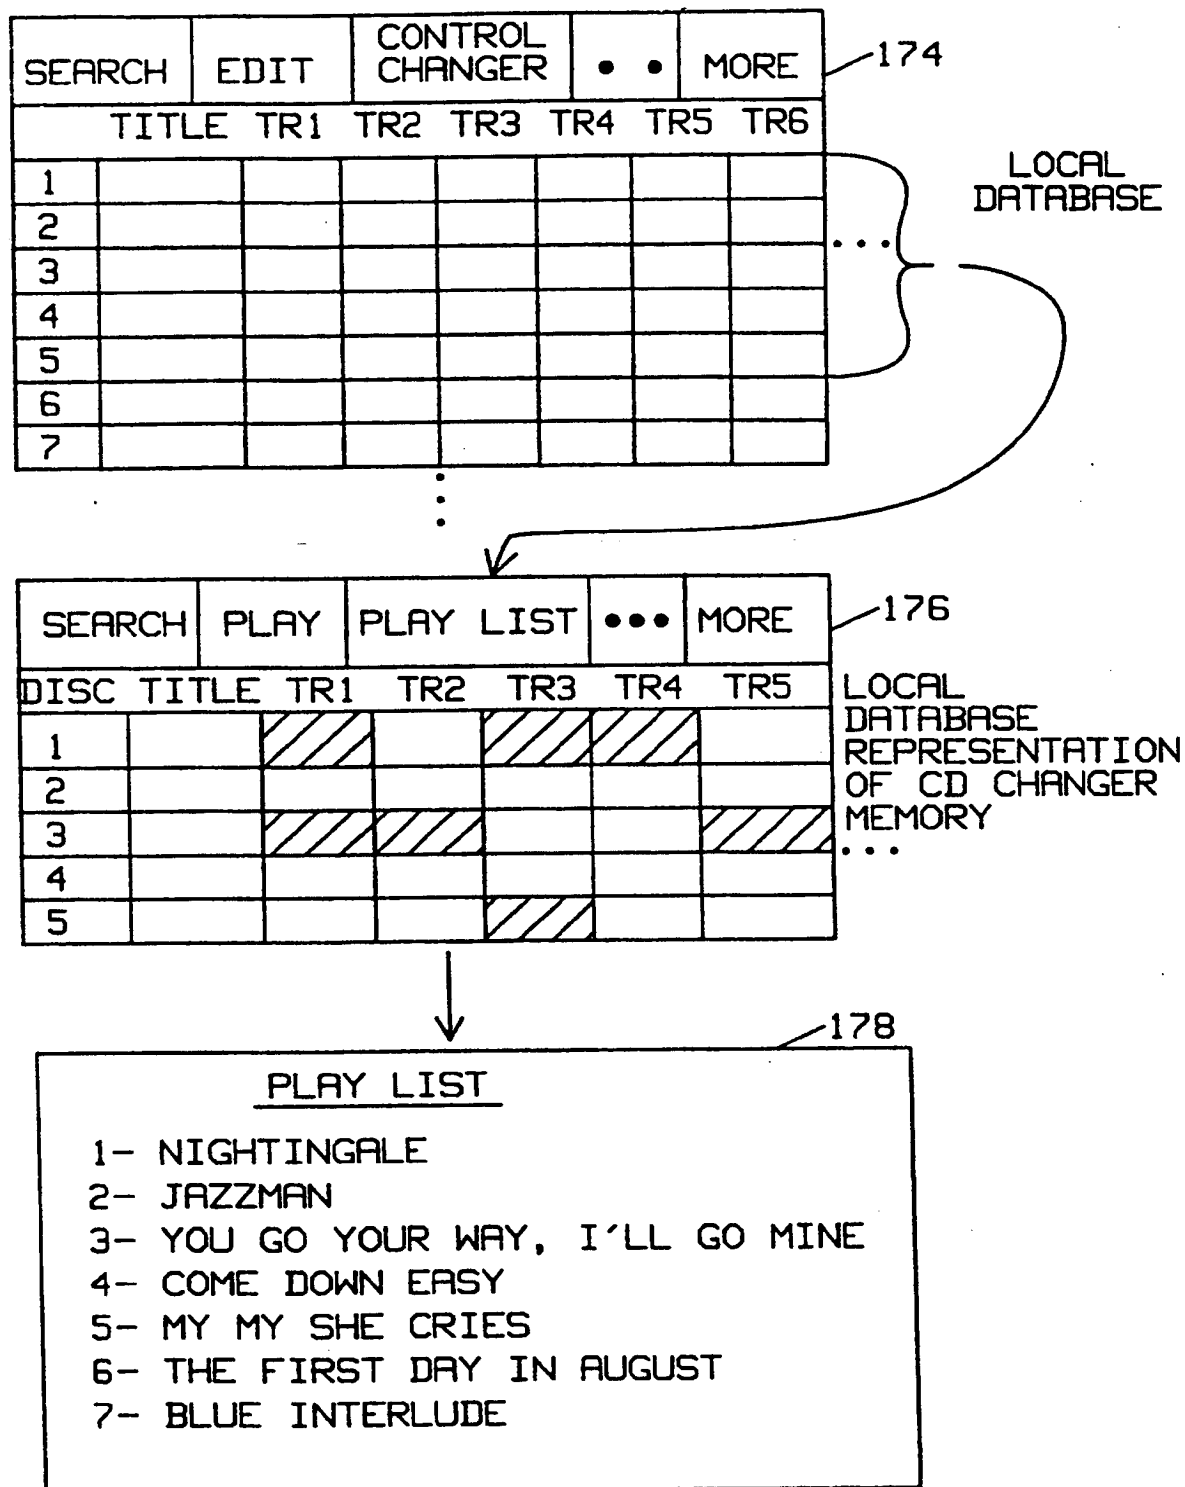 SEARCH EDIT CONTROL CHANGER • • MORE 174
TITLE TR1 TR2 TR3 TR4 TR5 TR6
1
2
3
4
5
6
7
LOCAL
DATABASE
SEARCH PLAY PLAY LIST ••• MORE 176
DISC TITLE TR1 TR2 TR3 TR4 TR5
1
2
3
4
5
LOCAL
DATABASE
REPRESENTATION
OF CD CHANGER
MEMORY
178
PLAY LIST
1- NIGHTINGALE
2- JAZZMAN
3- YOU GO YOUR WAY, I'LL GO MINE
4- COME DOWN EASY
5- MY MY SHE CRIES
6- THE FIRST DAY IN AUGUST
7- BLUE INTERLUDE